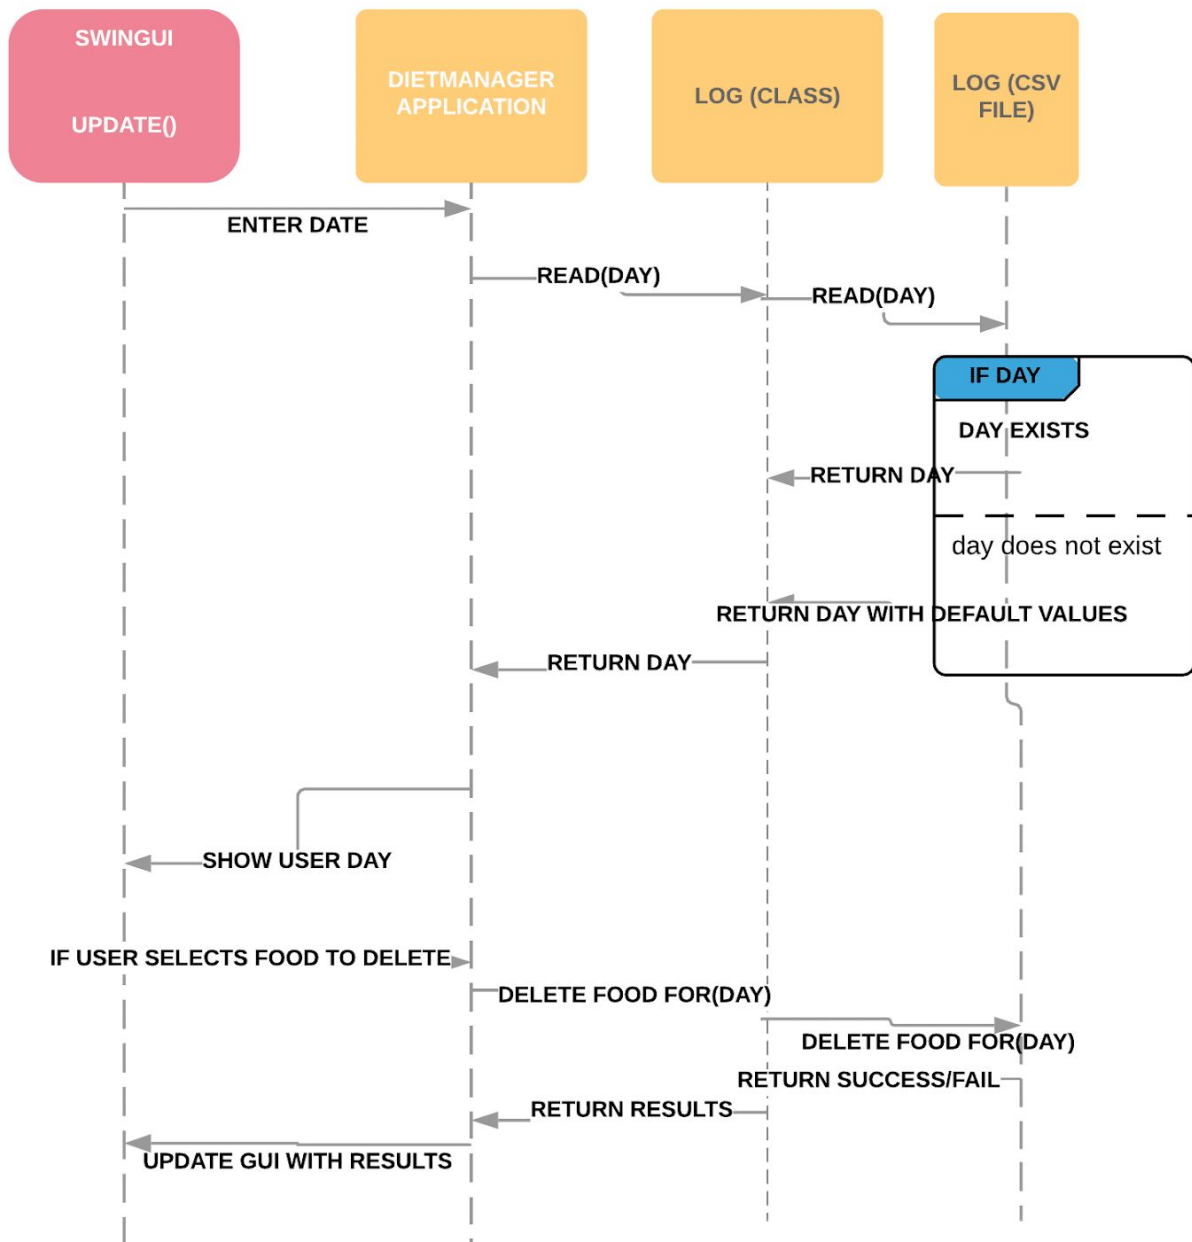 SWINGUI
UPDATE()
DIETMANAGER
APPLICATION
LOG (CLASS)
LOG (CSV
FILE)
ENTER DATE
READ(DAY)
READ(DAY)
IF DAY
DAY EXISTS
RETURN DAY
day does not exist
RETURN DAY WITH DEFAULT VALUES
RETURN DAY
SHOW USER DAY
IF USER SELECTS FOOD TO DELETE
DELETE FOOD FOR(DAY)
DELETE FOOD FOR(DAY)
RETURN SUCCESS/FAIL
RETURN RESULTS
UPDATE GUI WITH RESULTS